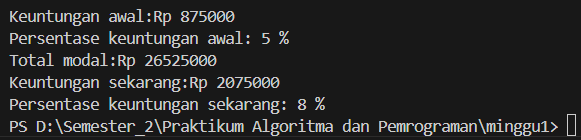 Keuntungan awal:Rp 875000
Persentase keuntungan awal: 5 %
Total modal:Rp 26525000
Keuntungan sekarang:Rp 2075000
Persentase keuntungan sekarang: 8 %
PS D:\Semester_2\Praktikum Algoritma dan Pemrograman\minggu1>